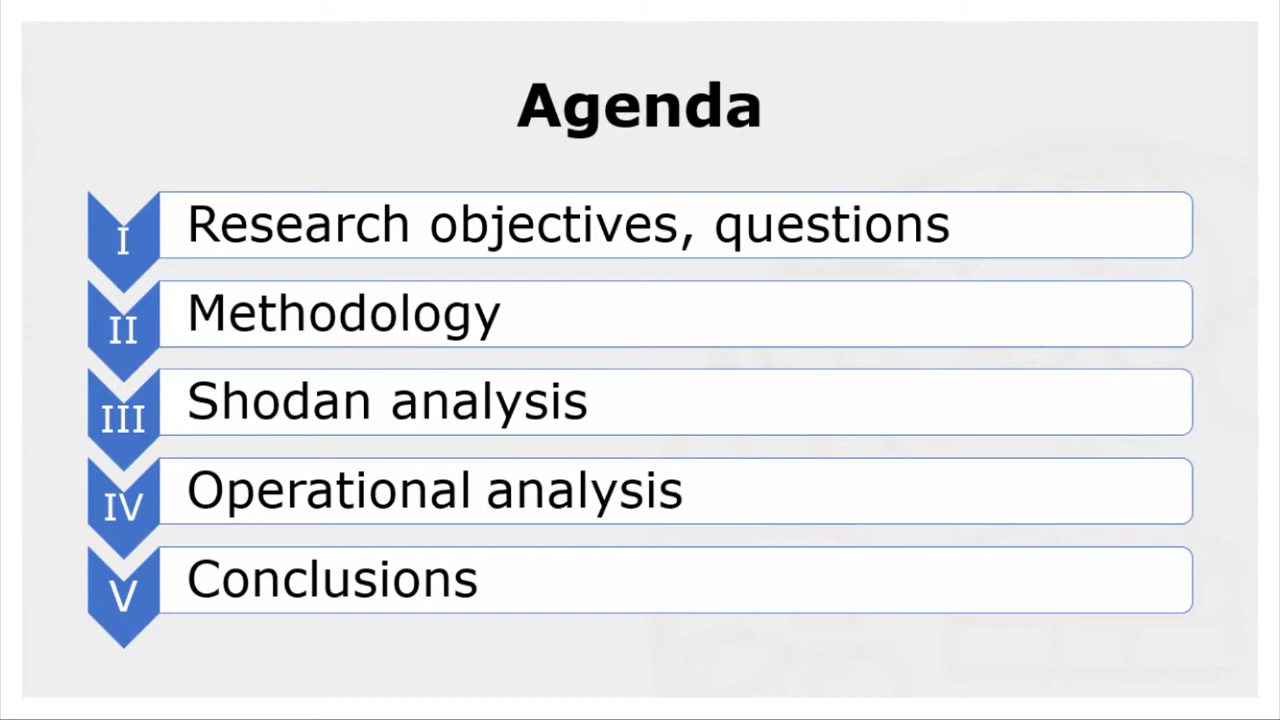 Agenda
I Research objectives, questions
II Methodology
III Shodan analysis
IV Operational analysis
V Conclusions